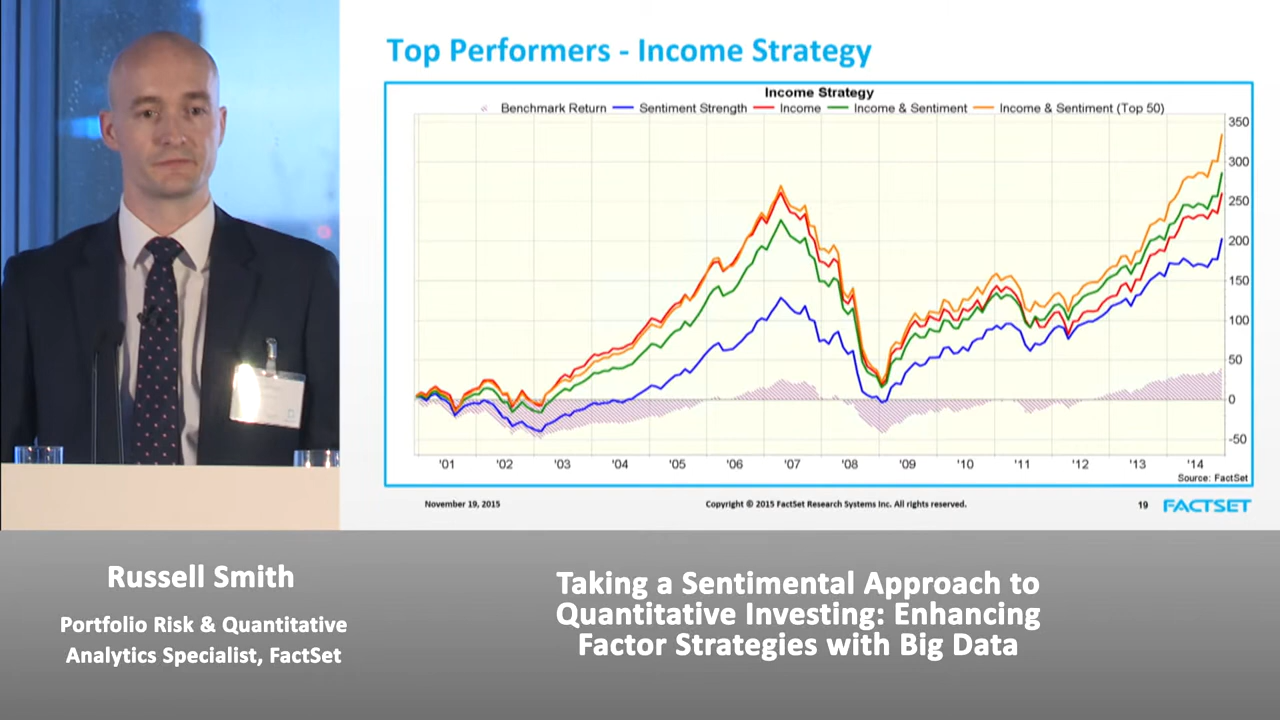 Top Performers - Income Strategy
Income Strategy
Benchmark Return Sentiment Strength Income Income & Sentiment Income & Sentiment (Top 50)
350
300
250
200
150
100
50
0
-50
'01 '02 '03 '04 '05 '06 '07 '08 '09 '10 '11 '12 '13 '14
Source: FactSet
November 19, 2015 Copyright © 2015 FactSet Research Systems Inc. All rights reserved. 19 FACTSET
Russell Smith
Portfolio Risk & Quantitative
Analytics Specialist, FactSet
Taking a Sentimental Approach to
Quantitative Investing: Enhancing
Factor Strategies with Big Data